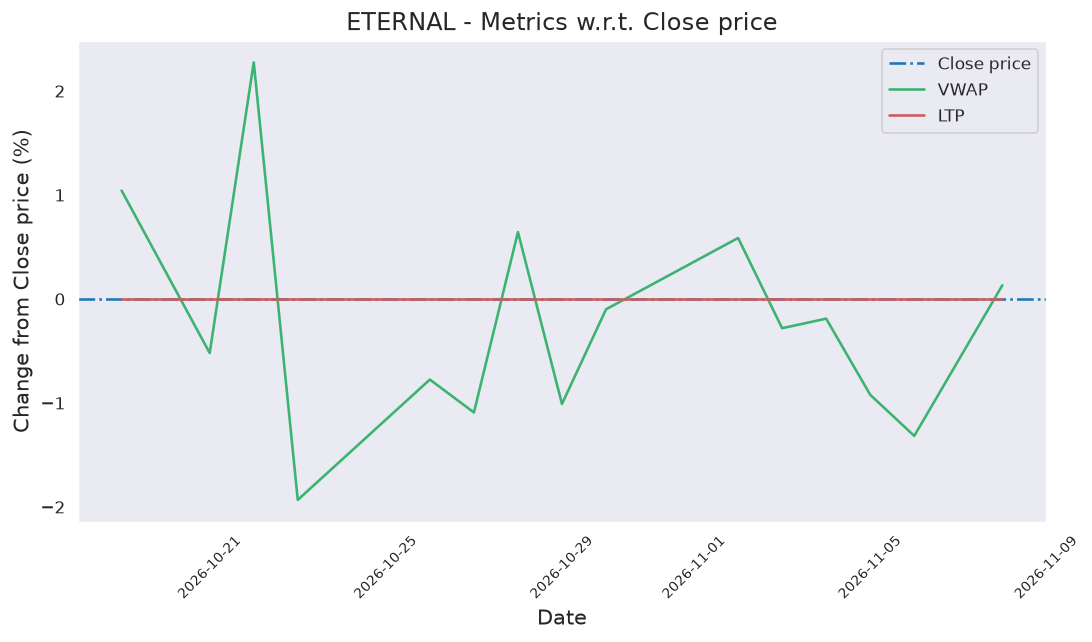 ETERNAL - Metrics w.r.t. Close price
Close price
VWAP
LTP
Change from Close price (%)
2
1
0
−1
−2
2026-10-21
2026-10-25
2026-10-29
2026-11-01
2026-11-05
2026-11-09
Date